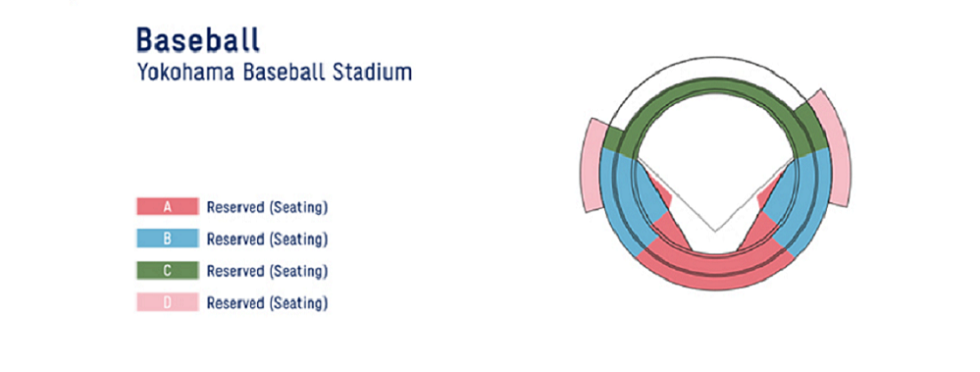 Baseball
Yokohama Baseball Stadium
A Reserved (Seating)
B Reserved (Seating)
C Reserved (Seating)
D Reserved (Seating)